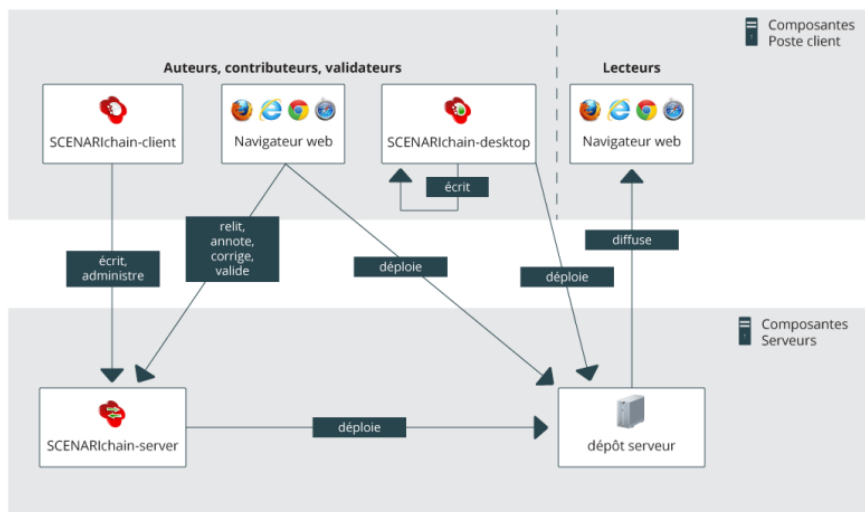 Composantes
Poste client
Auteurs, contributeurs, validateurs
Lecteurs
SCENARIchain-client
Navigateur web
SCENARIchain-desktop
Navigateur web
écrit
relit,
annote,
corrige,
valide
diffuse
écrit,
administre
déploie
déploie
Composantes
Serveurs
SCENARIchain-server
déploie
dépôt serveur